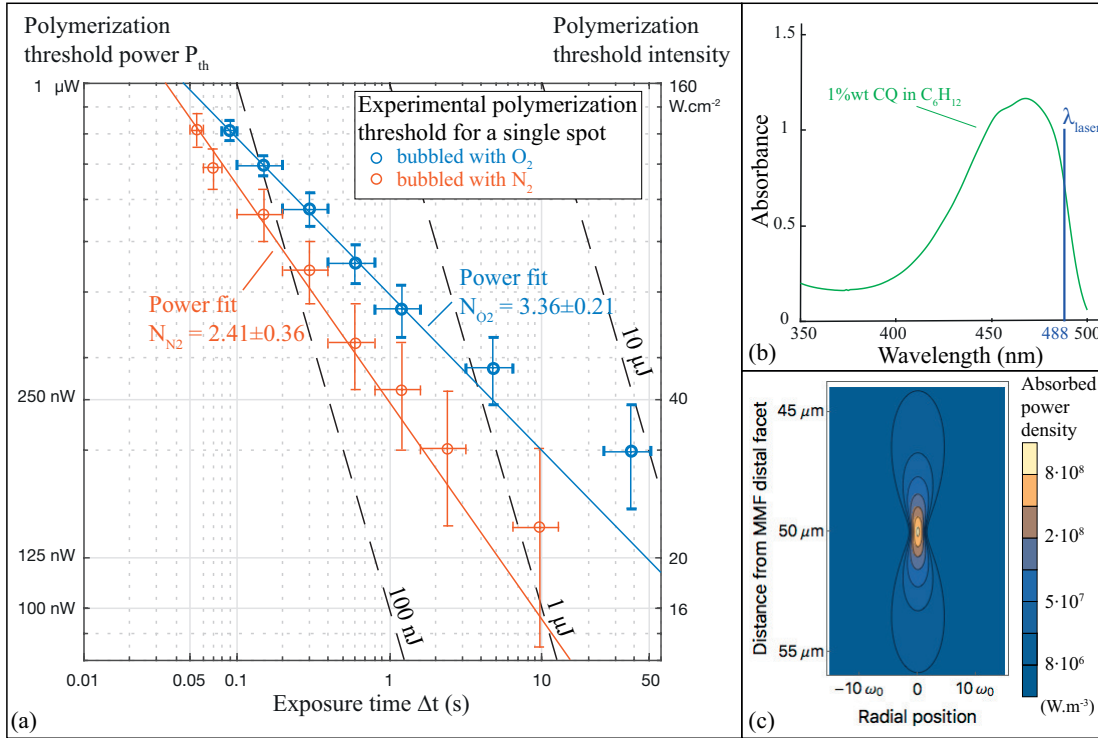 Polymerization
threshold power P_th
Polymerization
threshold intensity
1 µW
250 nW
125 nW
100 nW
160
W.cm⁻²
40
20
16
Experimental polymerization
threshold for a single spot
bubbled with O₂
bubbled with N₂
Power fit
N_N2 = 2.41±0.36
Power fit
N_O2 = 3.36±0.21
100 nJ
1 µJ
10 µJ
0.01
0.1
1
10
50
Exposure time Δt (s)
(a)
1.5
1
0.5
0
Absorbance
1%wt CQ in C₆H₁₂
λ_laser
350
400
450
488
500
Wavelength (nm)
(b)
Distance from MMF distal facet
45 µm
50 µm
55 µm
−10 ω₀
0
10 ω₀
Radial position
Absorbed
power
density
8·10⁸
2·10⁸
5·10⁷
8·10⁶
(W.m⁻³)
(c)